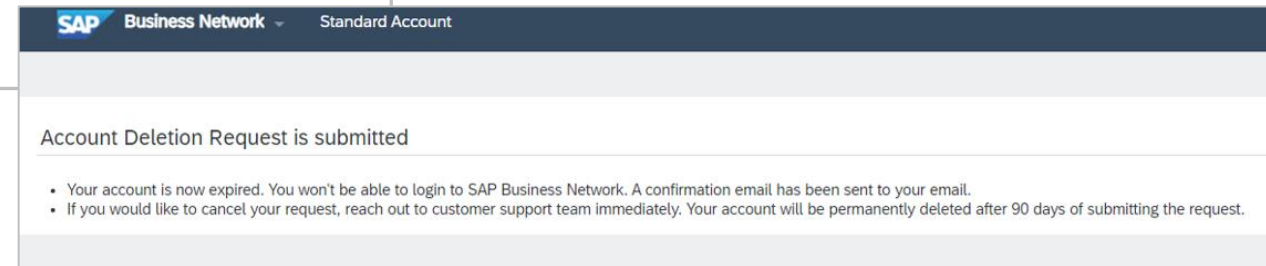 SAP Business Network Standard Account
Account Deletion Request is submitted
• Your account is now expired. You won't be able to login to SAP Business Network. A confirmation email has been sent to your email.
• If you would like to cancel your request, reach out to customer support team immediately. Your account will be permanently deleted after 90 days of submitting the request.